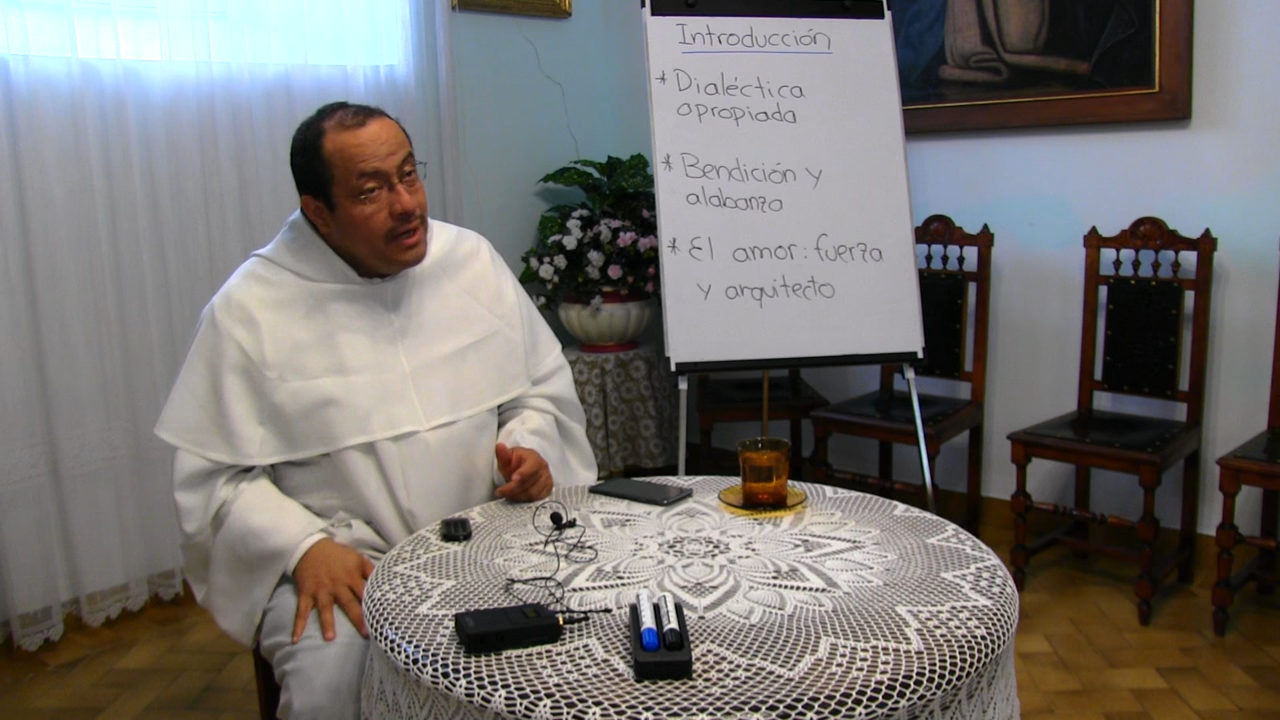 Introducción
* Dialéctica
apropiada
* Bendición y
alabanza
* El amor: fuerza
y arquitecto